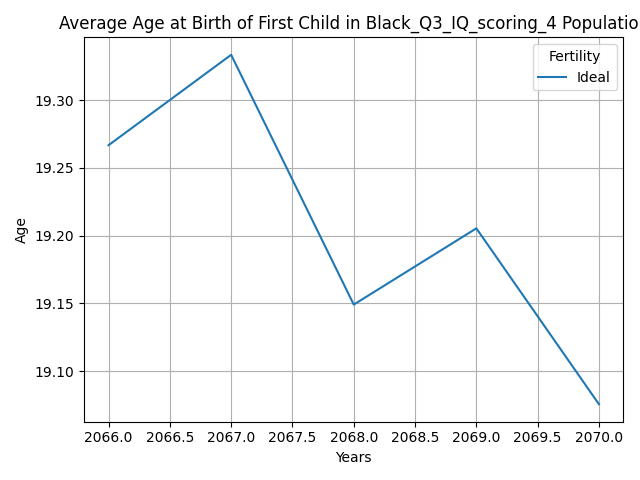 Average Age at Birth of First Child in Black_Q3_IQ_scoring_4 Populatio
Fertility
Ideal
19.30
19.25
19.20
19.15
19.10
Age
2066.0 2066.5 2067.0 2067.5 2068.0 2068.5 2069.0 2069.5 2070.0
Years